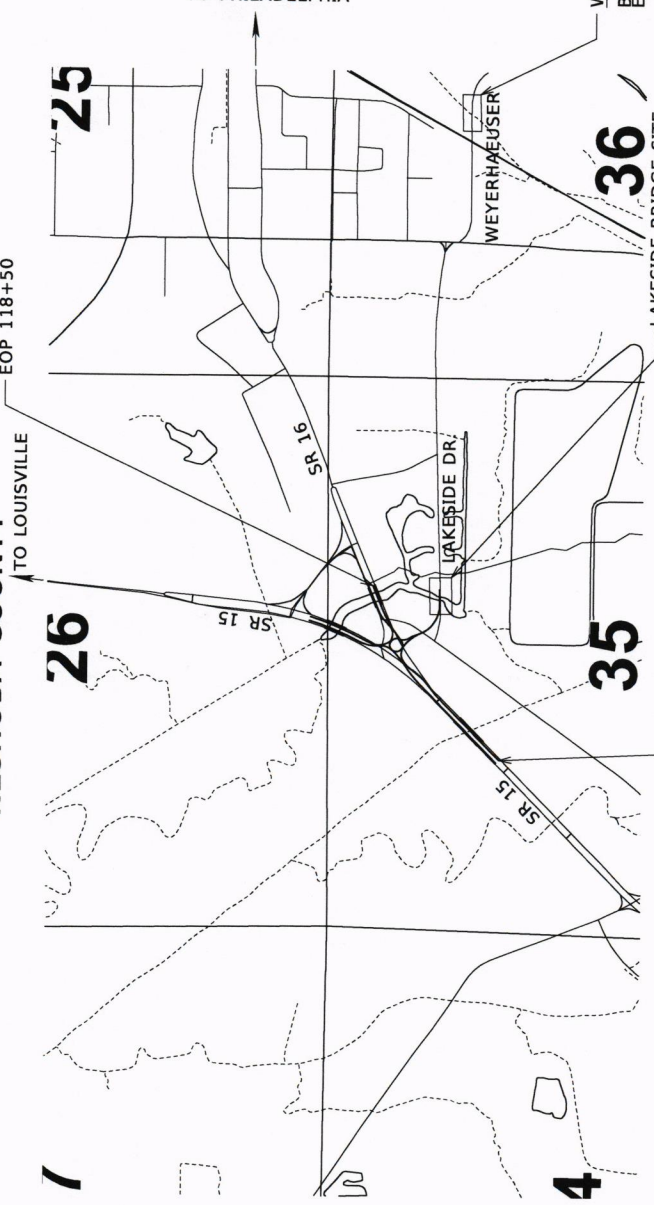 EOP 118+50
TO LOUISVILLE
25
26
SR 16
SR 15
WEYERHAEUSER
LAKESIDE DR.
36
35
SR 15
4